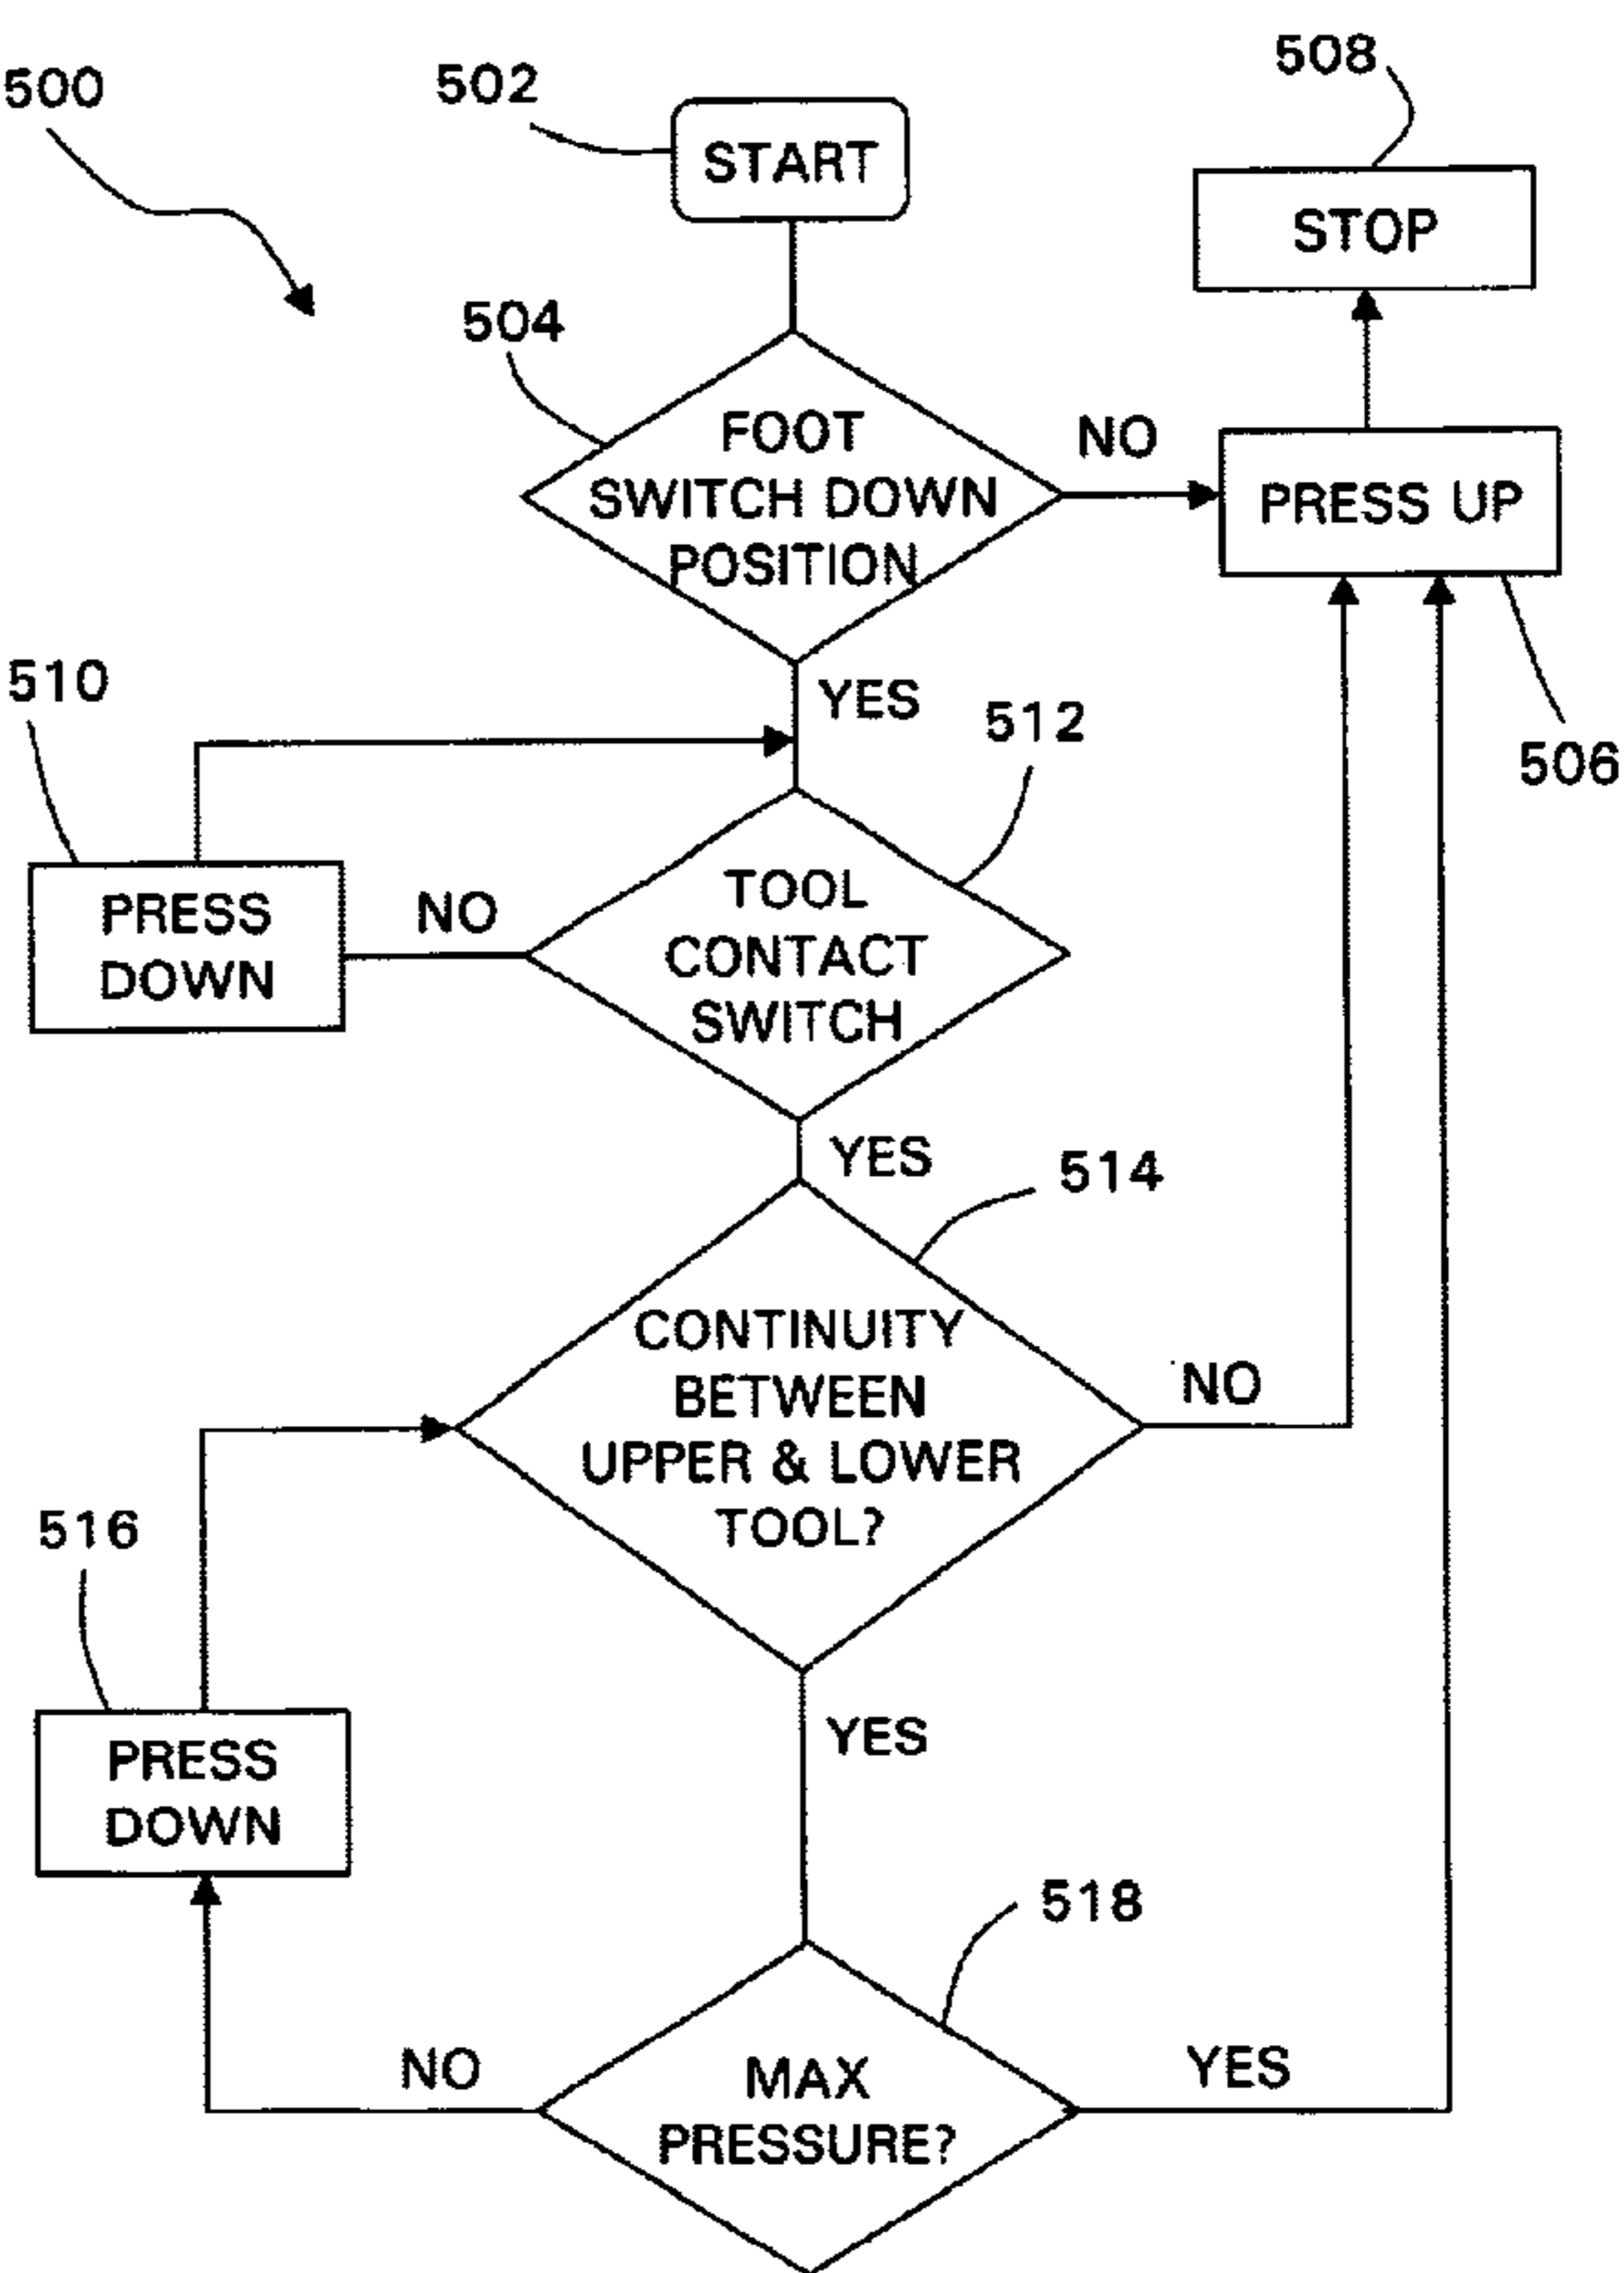 500
502
508
START
STOP
504
FOOT
SWITCH DOWN
POSITION
NO
PRESS UP
510
YES
512
506
PRESS
DOWN
NO
TOOL
CONTACT
SWITCH
YES
514
CONTINUITY
BETWEEN
UPPER & LOWER
TOOL?
NO
516
PRESS
DOWN
YES
518
NO
MAX
PRESSURE?
YES